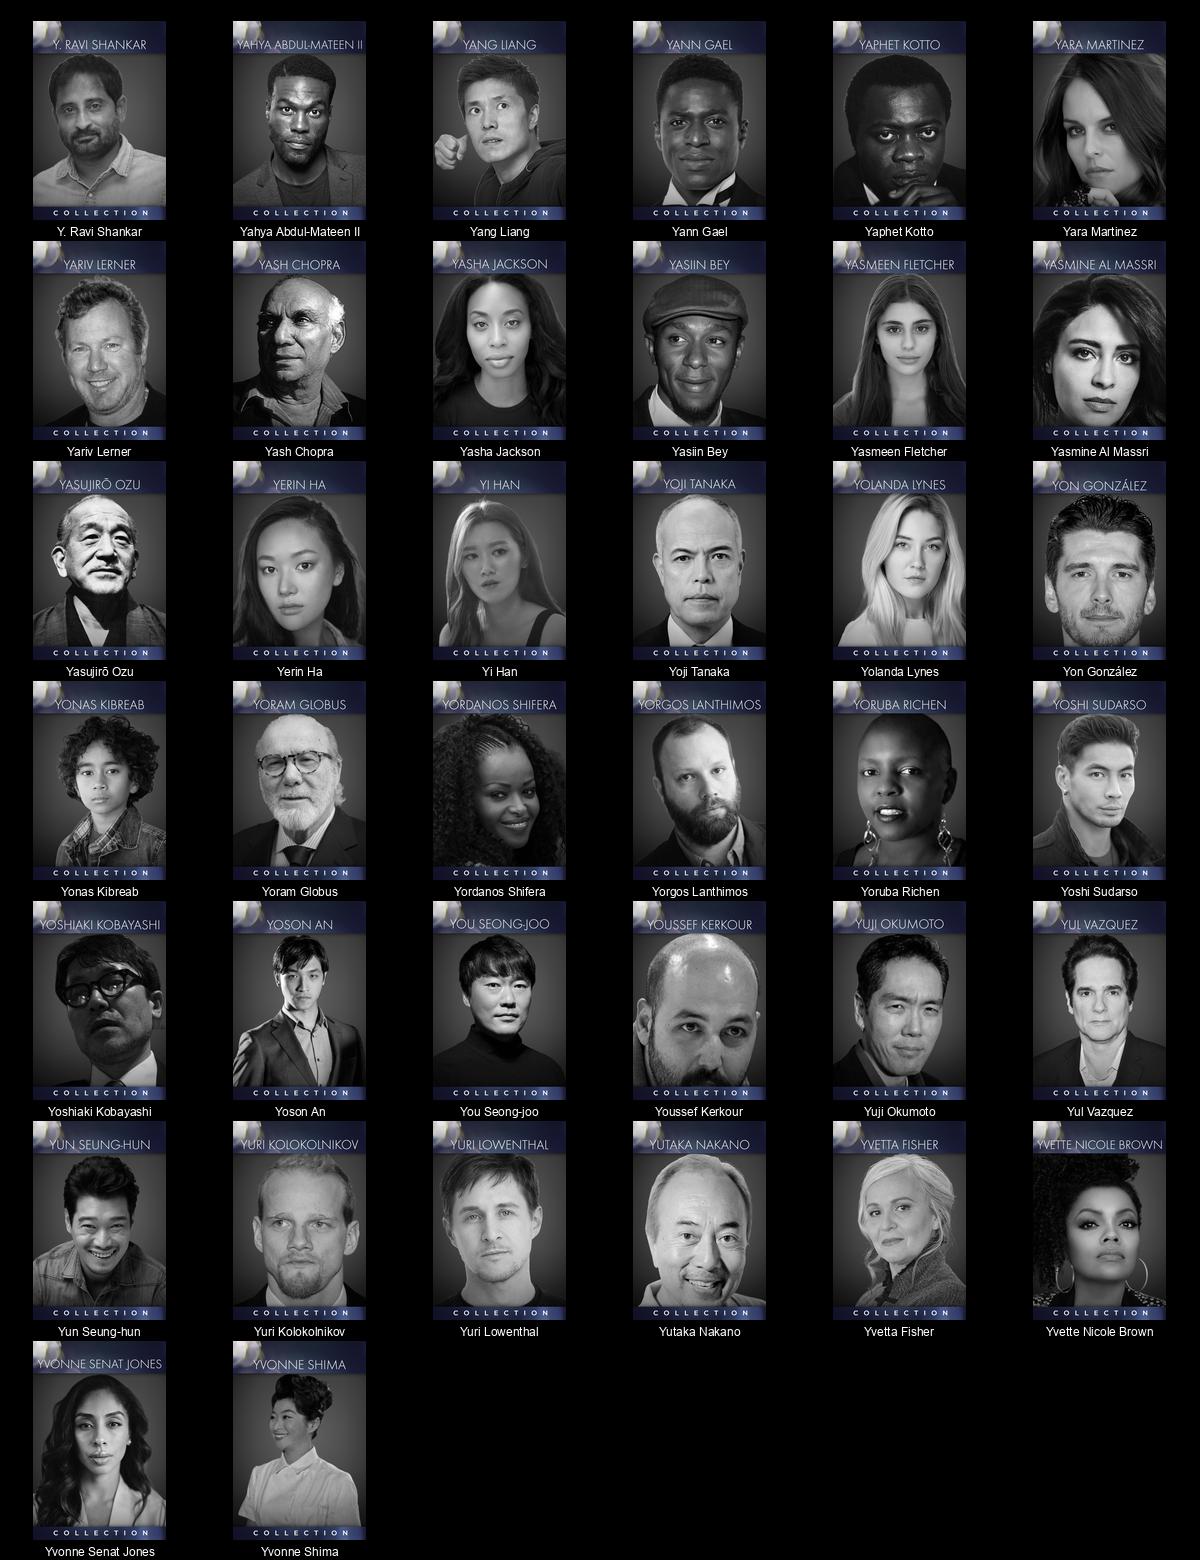 Y. RAVI SHANKAR YAHYA ABDUL-MATEEN II YANG LIANG YANN GAEL YAPHET KOTTO YARA MARTINEZ
COLLECTION COLLECTION COLLECTION COLLECTION COLLECTION COLLECTION
Y. Ravi Shankar Yahya Abdul-Mateen II Yang Liang Yann Gael Yaphet Kotto Yara Martinez
YARIV LERNER YASH CHOPRA YASHA JACKSON YASIIN BEY YASMEEN FLETCHER YASMINE AL MASSRI
COLLECTION COLLECTION COLLECTION COLLECTION COLLECTION COLLECTION
Yariv Lerner Yash Chopra Yasha Jackson Yasiin Bey Yasmeen Fletcher Yasmine Al Massri
YASUJIRŌ OZU YERIN HA YI HAN YOJI TANAKA YOLANDA LYNES YON GONZÁLEZ
COLLECTION COLLECTION COLLECTION COLLECTION COLLECTION COLLECTION
Yasujirō Ozu Yerin Ha Yi Han Yoji Tanaka Yolanda Lynes Yon González
YONAS KIBREAB YORAM GLOBUS YORDANOS SHIFERA YORGOS LANTHIMOS YORUBA RICHEN YOSHI SUDARSO
COLLECTION COLLECTION COLLECTION COLLECTION COLLECTION COLLECTION
Yonas Kibreab Yoram Globus Yordanos Shifera Yorgos Lanthimos Yoruba Richen Yoshi Sudarso
YOSHIAKI KOBAYASHI YOSON AN YOU SEONG-JOO YOUSSEF KERKOUR YUJI OKUMOTO YUL VAZQUEZ
COLLECTION COLLECTION COLLECTION COLLECTION COLLECTION COLLECTION
Yoshiaki Kobayashi Yoson An You Seong-joo Youssef Kerkour Yuji Okumoto Yul Vazquez
YUN SEUNG-HUN YURI KOLOKOLNIKOV YURI LOWENTHAL YUTAKA NAKANO YVETTA FISHER YVETTE NICOLE BROWN
COLLECTION COLLECTION COLLECTION COLLECTION COLLECTION COLLECTION
Yun Seung-hun Yuri Kolokolnikov Yuri Lowenthal Yutaka Nakano Yvetta Fisher Yvette Nicole Brown
YVONNE SENAT JONES YVONNE SHIMA
COLLECTION COLLECTION
Yvonne Senat Jones Yvonne Shima